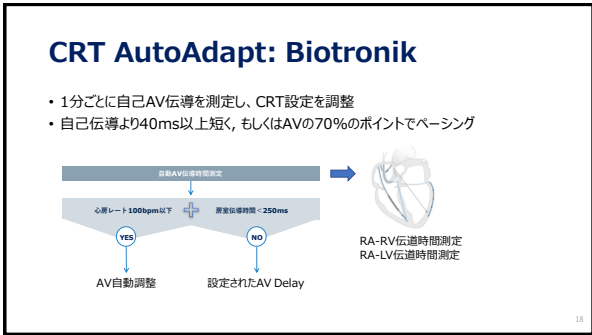 CRT AutoAdapt: Biotronik
• 1分ごとに自己AV伝導を測定し、CRT設定を調整
• 自己伝導より40ms以上短く, もしくはAVの70%のポイントでペーシング
自動AV伝導時間測定
心房レート100bpm以下
房室伝導時間＜250ms
YES
NO
AV自動調整
設定されたAV Delay
RA-RV伝道時間測定
RA-LV伝道時間測定
18